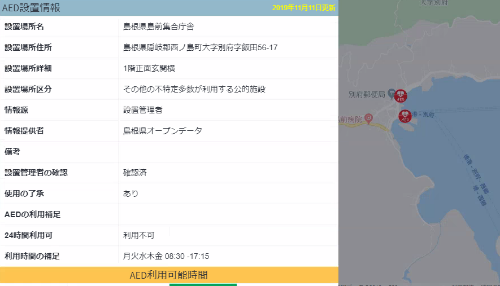 AED設置情報
2019年11月11日更新
設置場所名 島根県島前集合庁舎
設置場所住所 島根県隠岐郡西ノ島町大字別府字飯田56-17
設置場所詳細 1階正面玄関横
設置場所区分 その他の不特定多数が利用する公的施設
情報源 設置管理者
情報提供者 島根県オープンデータ
備考
設置管理者の確認 確認済
使用の了承 あり
AEDの利用補足
24時間利用可 利用不可
利用時間の補足 月火水木金 08:30 -17:15
AED利用可能時間
別府郵便局